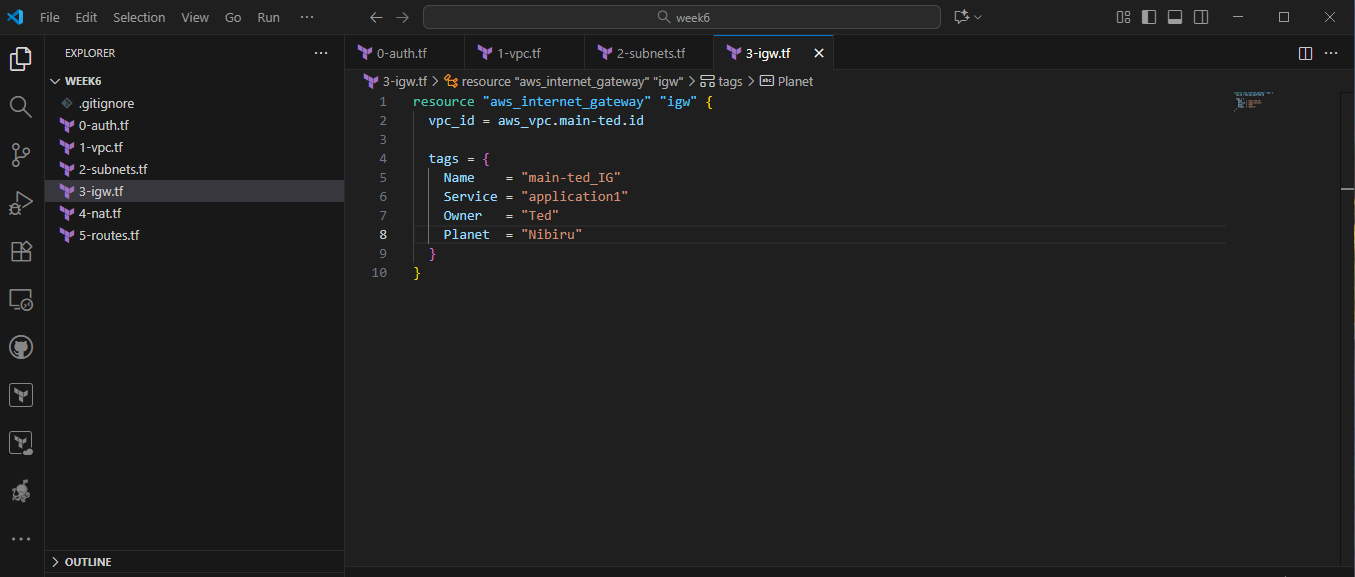 File Edit Selection View Go Run ··· week6
EXPLORER ···
WEEK6
.gitignore
0-auth.tf
1-vpc.tf
2-subnets.tf
3-igw.tf
4-nat.tf
5-routes.tf
OUTLINE
0-auth.tf 1-vpc.tf 2-subnets.tf 3-igw.tf
3-igw.tf > resource "aws_internet_gateway" "igw" > tags > abc Planet
1 resource "aws_internet_gateway" "igw" {
2   vpc_id = aws_vpc.main-ted.id
3
4   tags = {
5     Name    = "main-ted_IG"
6     Service = "application1"
7     Owner   = "Ted"
8     Planet  = "Nibiru"
9   }
10 }